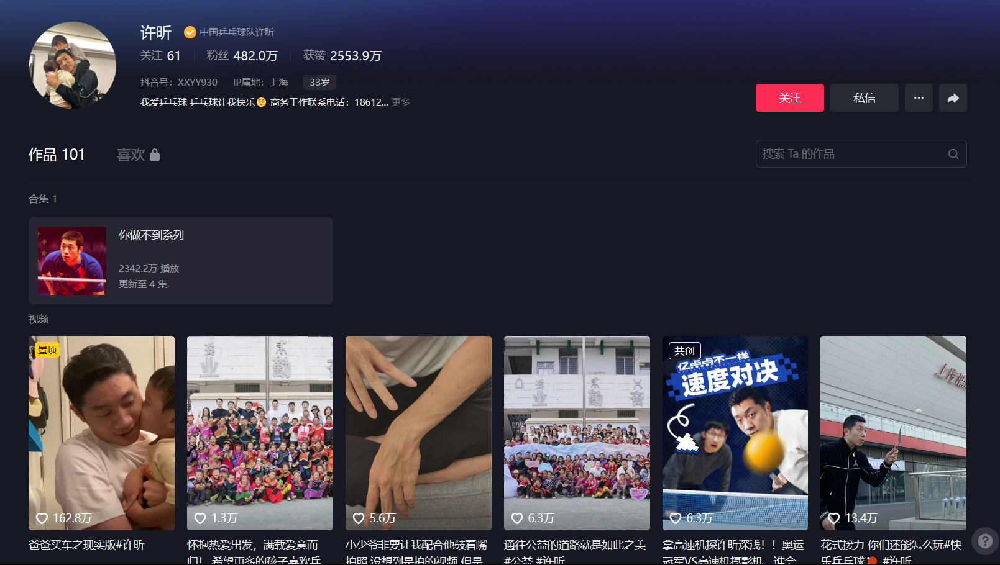 许昕 中国乒乓球队许昕
关注 61 粉丝 482.0万 获赞 2553.9万
抖音号：XXYY930 IP属地：上海 33岁
我爱乒乓球 乒乓球让我快乐😌 商务工作联系电话：18612... 更多
关注 私信 ...
作品 101 喜欢
搜索 Ta 的作品
合集 1
你做不到系列
2342.2万 播放
更新至 4 集
视频
置顶
162.8万
爸爸买车之现实版#许昕
业 勤
1.3万
怀抱热爱出发，满载爱意而
归！ 希望更多的孩子喜欢乒
5.6万
小少爷非要让我配合他鼓着嘴
拍照 没想到是拍的视频 但是
业 勤 奋
6.3万
通往公益的道路就是如此之美
#公益 #许昕
共创
亿卓卓不一样
速度对决
6.3万
拿高速机探许昕深浅！！奥运
冠军VS高速机摄影机，谁会
13.4万
花式接力 你们还能怎么玩#快
乐乒乓球🏓 #许昕
?